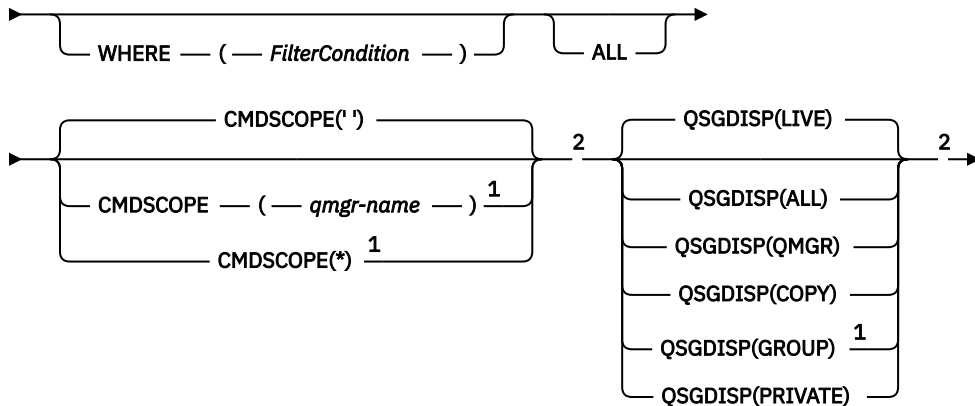 WHERE ( FilterCondition ) ALL
CMDSCOPE(' ') QSGDISP(LIVE)
2 2
CMDSCOPE ( qmgr-name ) 1 QSGDISP(ALL)
CMDSCOPE(*) 1 QSGDISP(QMGR)
QSGDISP(COPY)
QSGDISP(GROUP) 1
QSGDISP(PRIVATE)